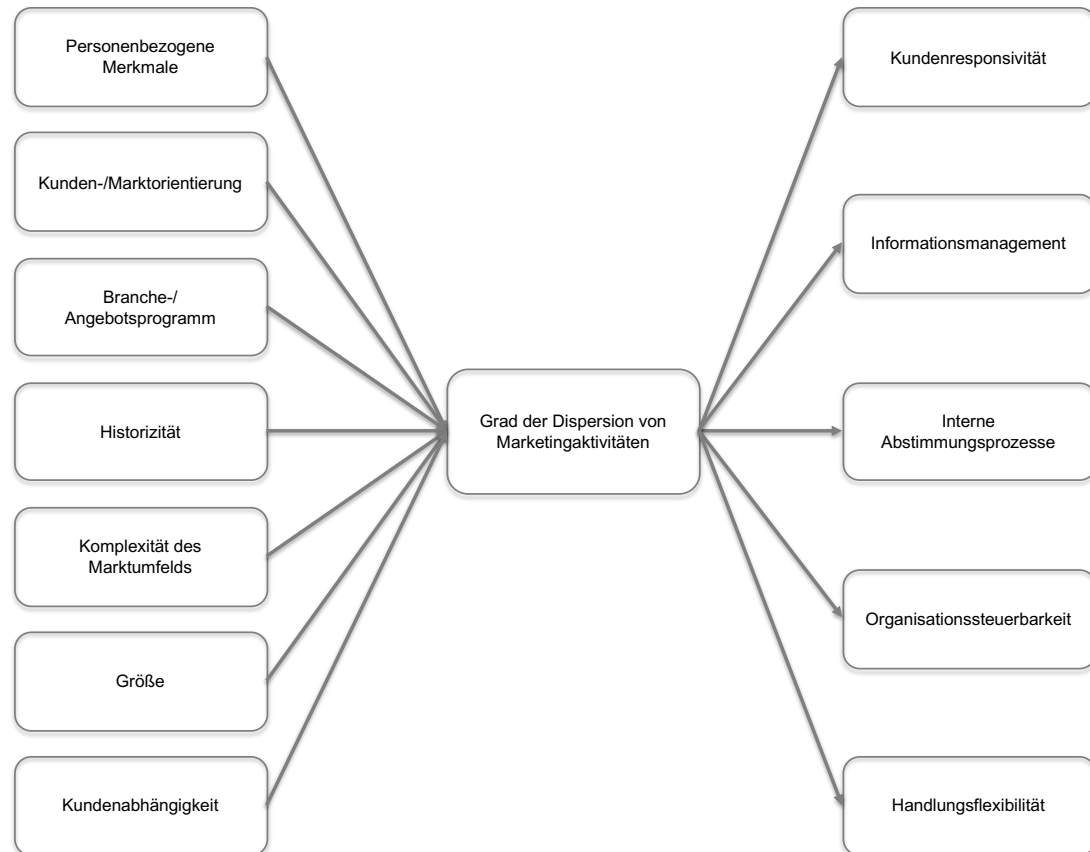 Personenbezogene
Merkmale
Kunden-/Marktorientierung
Branche-/
Angebotsprogramm
Historizität
Komplexität des
Marktumfelds
Größe
Kundenabhängigkeit
Grad der Dispersion von
Marketingaktivitäten
Kundenresponsivität
Informationsmanagement
Interne
Abstimmungsprozesse
Organisationssteuerbarkeit
Handlungsflexibilität